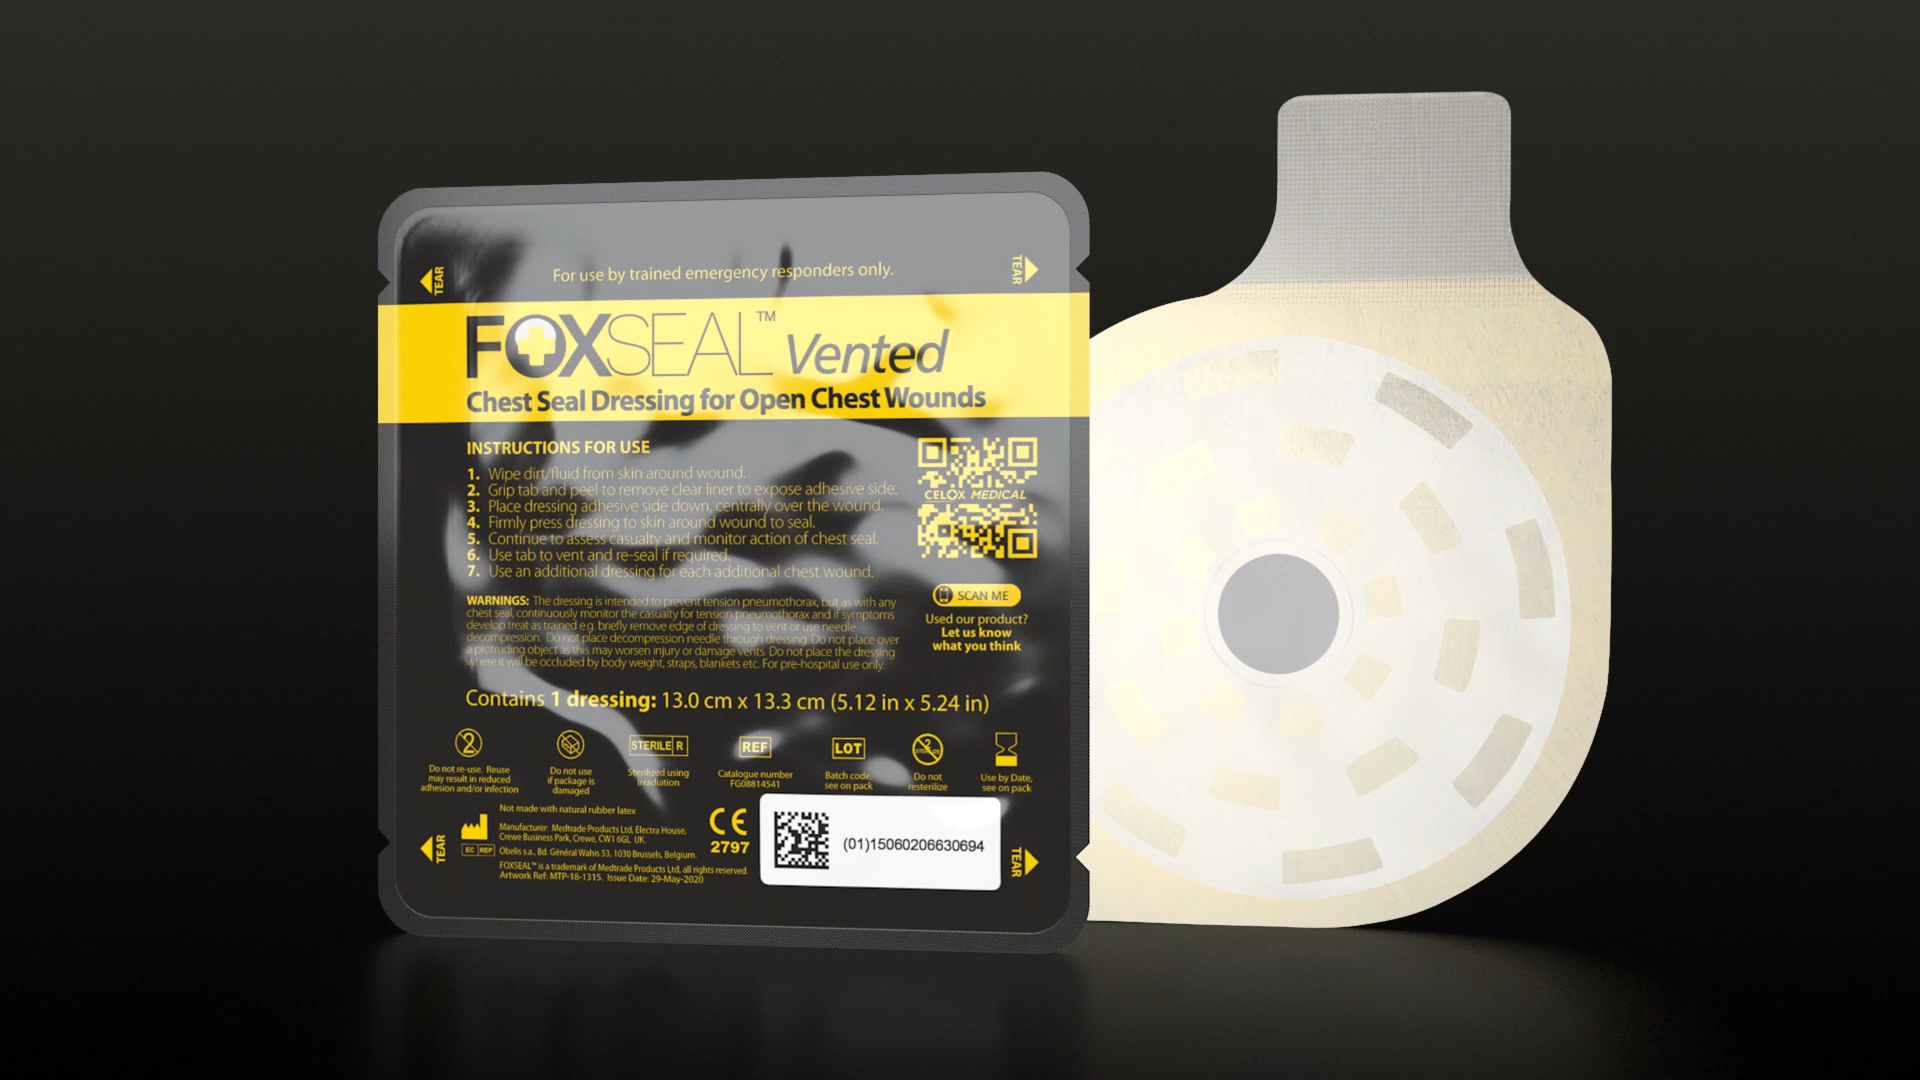 For use by trained emergency responders only.
TEAR
TEAR
FOXSEAL™ Vented
Chest Seal Dressing for Open Chest Wounds
INSTRUCTIONS FOR USE
1. Wipe dirt/fluid from skin around wound.
2. Grip tab and peel to remove clear liner to expose adhesive side.
3. Place dressing adhesive side down, centrally over the wound.
4. Firmly press dressing to skin around wound to seal.
5. Continue to assess casualty and monitor action of chest seal.
6. Use tab to vent and re-seal if required.
7. Use an additional dressing for each additional chest wound.
CELOX MEDICAL
SCAN ME
Used our product?
Let us know
what you think
WARNINGS: The dressing is intended to prevent tension pneumothorax, but as with any
chest seal, continuously monitor the casualty for tension pneumothorax and if symptoms
develop treat as trained e.g. briefly remove edge of dressing to vent or use needle
decompression. Do not place decompression needle through dressing. Do not place over
a protruding object as this may worsen injury or damage vents. Do not place the dressing
where it will be occluded by body weight, straps, blankets etc. For pre-hospital use only.
Contains 1 dressing: 13.0 cm x 13.3 cm (5.12 in x 5.24 in)
2
Do not re-use. Reuse
may result in reduced
adhesion and/or infection
Do not use
if package is
damaged
STERILE R
Sterilized using
irradiation
REF
Catalogue number
FG08814541
LOT
Batch code,
see on pack
2
STERILIZE
Do not
resterilize
Use by Date,
see on pack
Not made with natural rubber latex
Manufacturer: Medtrade Products Ltd, Electra House,
Crewe Business Park, Crewe, CW1 6GL UK.
EC REP
Obelis s.a., Bd. Général Wahis 53, 1030 Brussels, Belgium.
FOXSEAL™ is a trademark of Medtrade Products Ltd, all rights reserved.
Artwork Ref: MTP-18-1315. Issue Date: 29-May-2020
CE
2797
(01)15060206630694
TEAR
TEAR